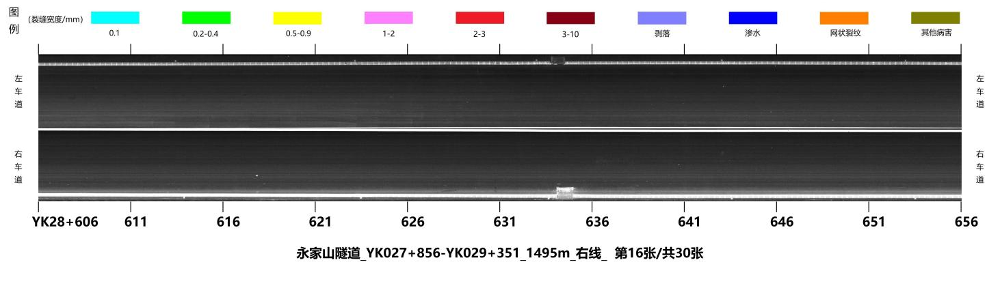 图例 (裂缝宽度/mm) 0.1 0.2-0.4 0.5-0.9 1-2 2-3 3-10 剥落 渗水 网状裂纹 其他病害
左车道 左车道
右车道 右车道
YK28+606 611 616 621 626 631 636 641 646 651 656
永家山隧道_YK027+856-YK029+351_1495m_右线_ 第16张/共30张